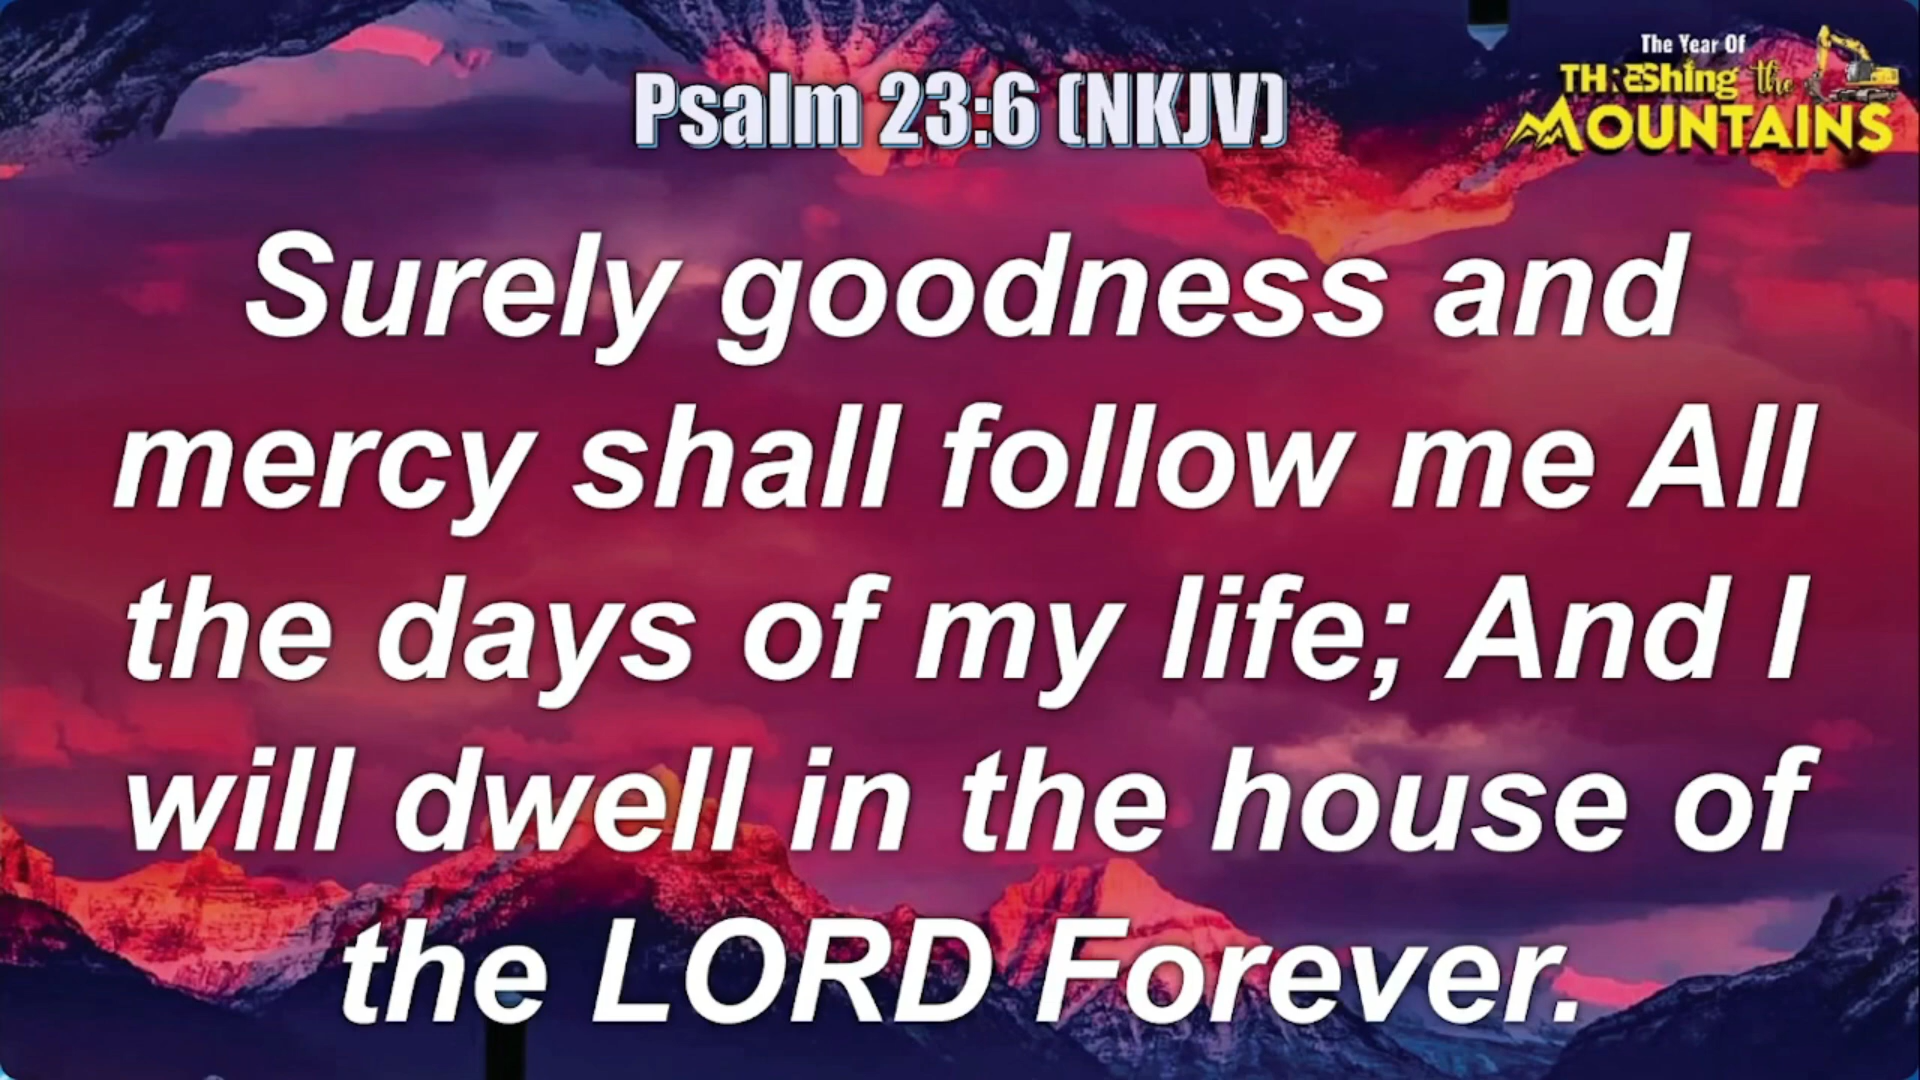 Psalm 23:6 (NKJV)
The Year Of
THrEShing the
MOUNTAINS
Surely goodness and
mercy shall follow me All
the days of my life; And I
will dwell in the house of
the LORD Forever.